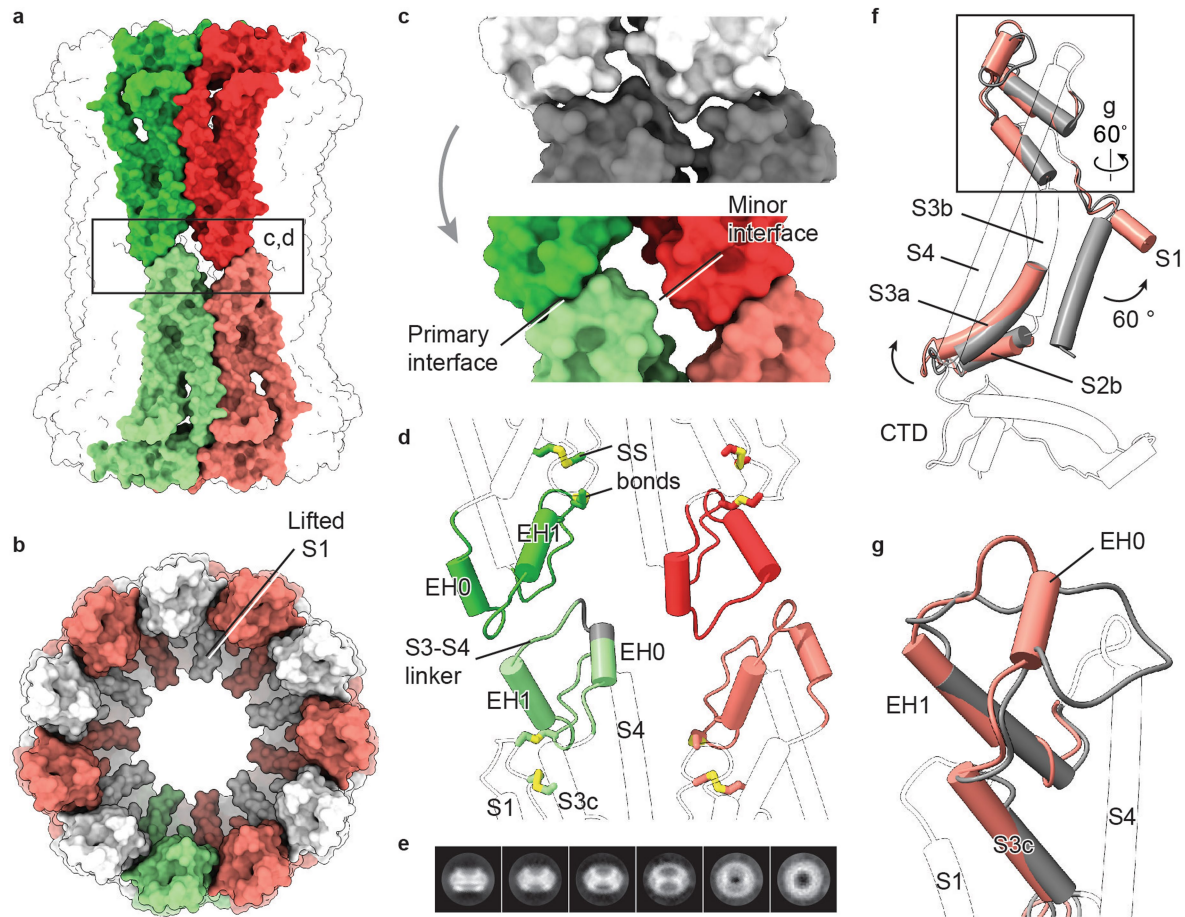 a
c,d
b
Lifted
S1
c
Minor
interface
Primary
interface
d
SS
bonds
EH1
EH0
S3-S4
linker
EH0
EH1
S4
S1
S3c
e
f
g
60°
S3b
S4
S1
S3a
60 °
S2b
CTD
g
EH0
EH1
S4
S3c
S1